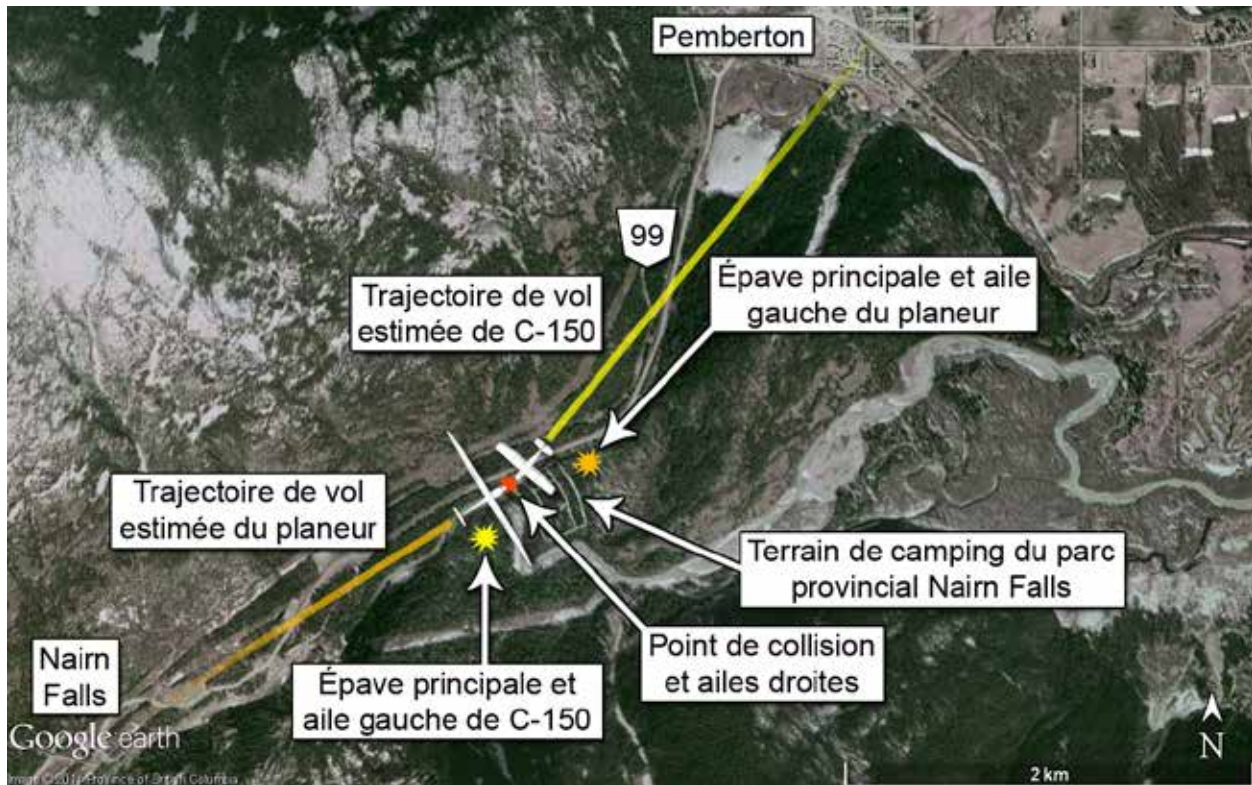 Pemberton
99
Trajectoire de vol
estimée de C-150
Épave principale et aile
gauche du planeur
Trajectoire de vol
estimée du planeur
Terrain de camping du parc
provincial Nairn Falls
Point de collision
et ailes droites
Nairn
Falls
Épave principale et
aile gauche de C-150
Google earth
N
2 km